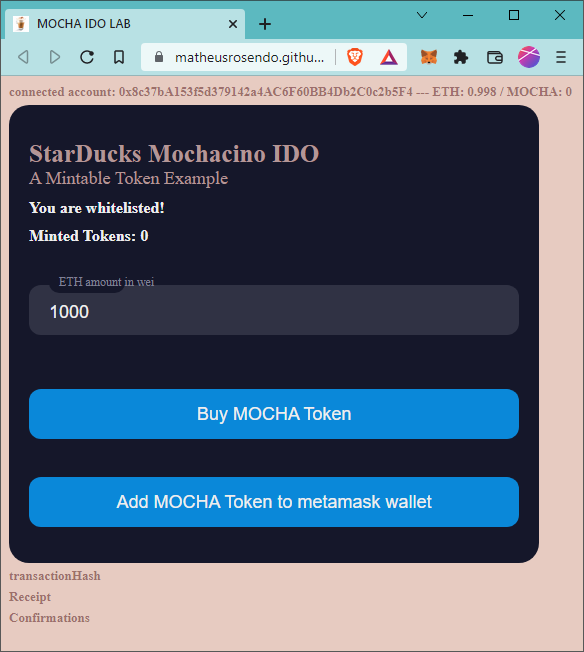 MOCHA IDO LAB
matheusrosendo.githu...
connected account: 0x8c37bA153f5d379142a4AC6F60BB4Db2C0c2b5F4 --- ETH: 0.998 / MOCHA: 0
StarDucks Mochacino IDO
A Mintable Token Example
You are whitelisted!
Minted Tokens: 0
ETH amount in wei
1000
Buy MOCHA Token
Add MOCHA Token to metamask wallet
transactionHash
Receipt
Confirmations